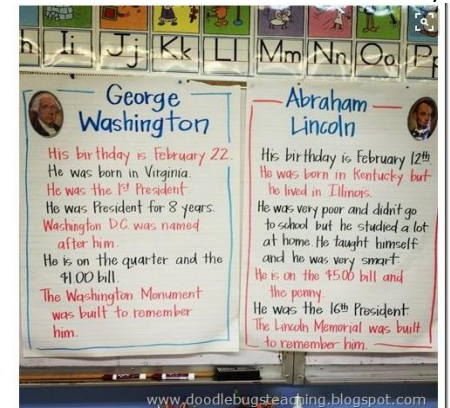 h Ii Jj Kk Ll Mm Nn Oo Pp
George
Washington
His birthday is February 22.
He was born in Virginia.
He was the 1st President.
He was President for 8 years.
Washington D.C. was named
after him.
He is on the quarter and the
$1.00 bill.
The Washington Monument
was built to remember
him.
Abraham
Lincoln
His birthday is February 12th.
He was born in Kentucky but
he lived in Illinois.
He was very poor and didn't go
to school but he studied a lot
at home. He taught himself
and he was very smart.
He is on the $5.00 bill and
the penny.
He was the 16th President.
The Lincoln Memorial was built
to remember him.
www.doodlebugsteaching.blogspot.com